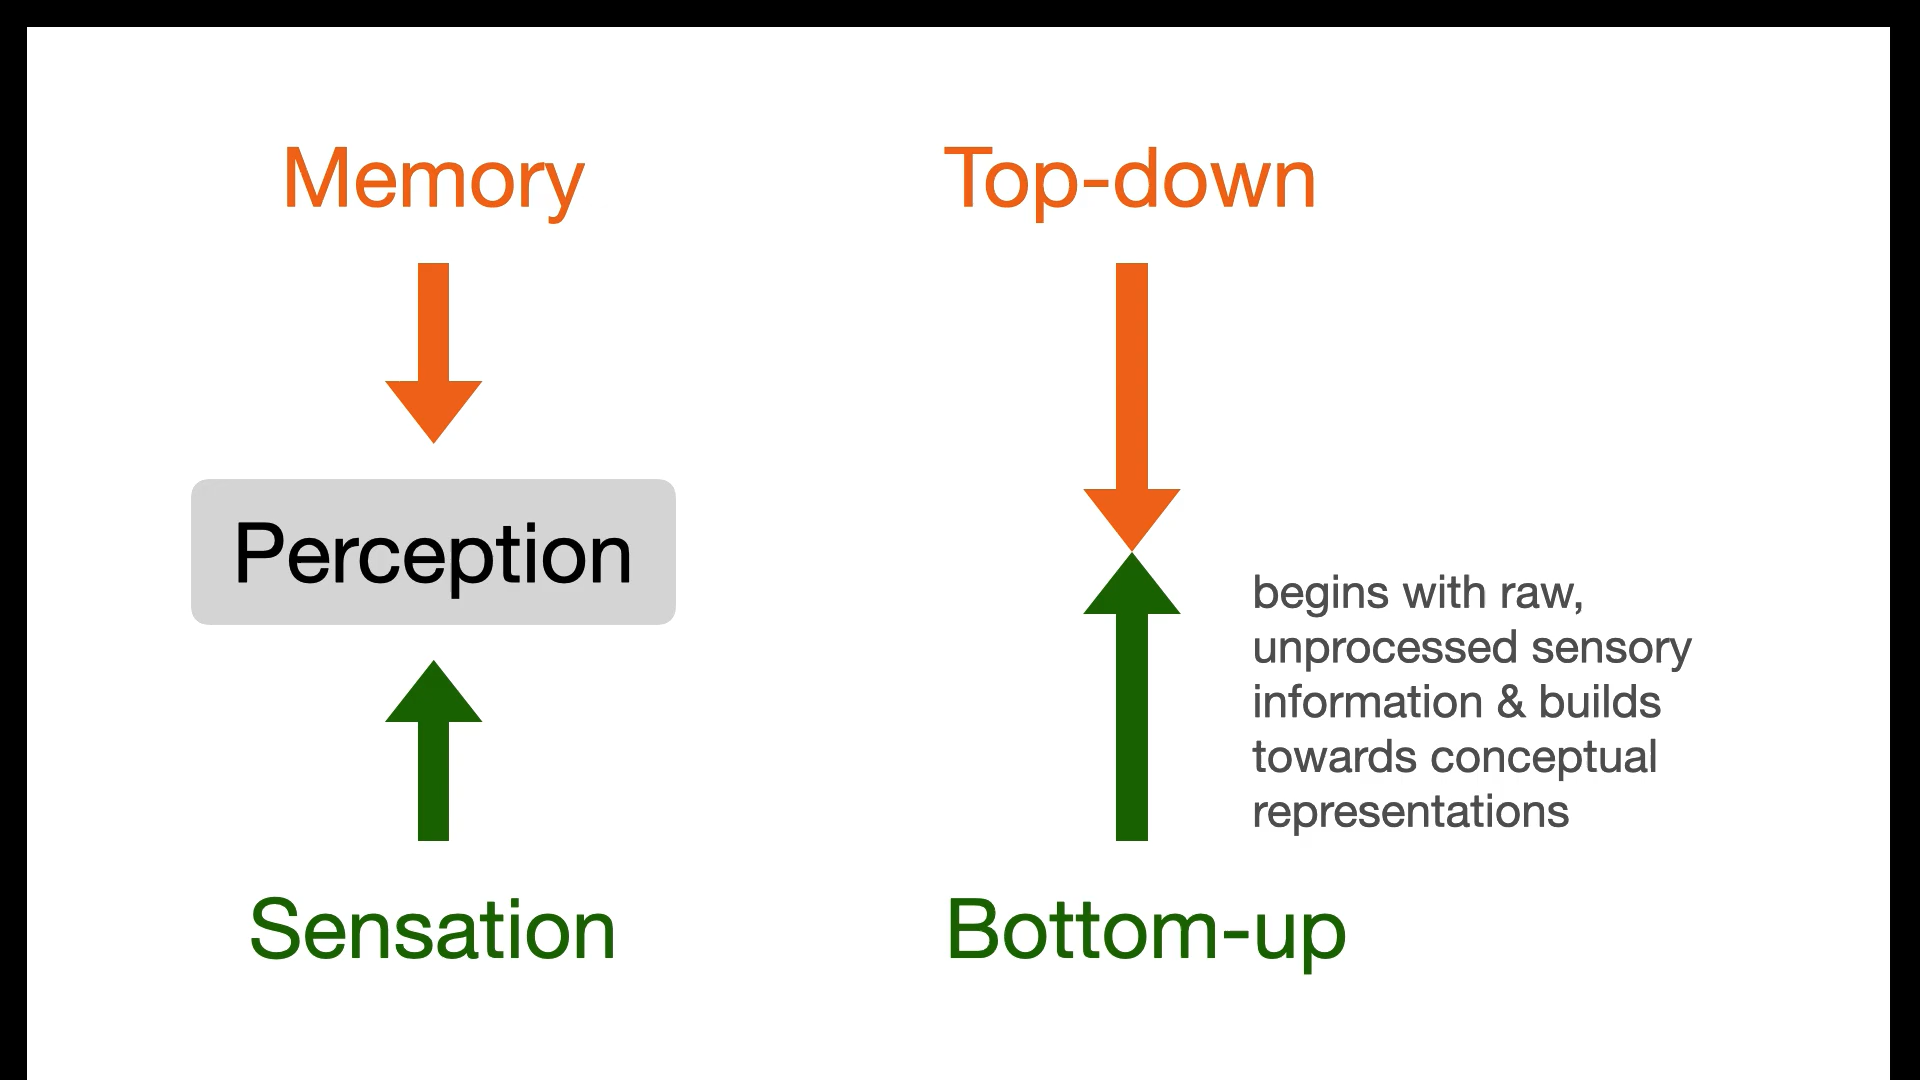 Memory
Top-down
Perception
begins with raw,
unprocessed sensory
information & builds
towards conceptual
representations
Sensation
Bottom-up